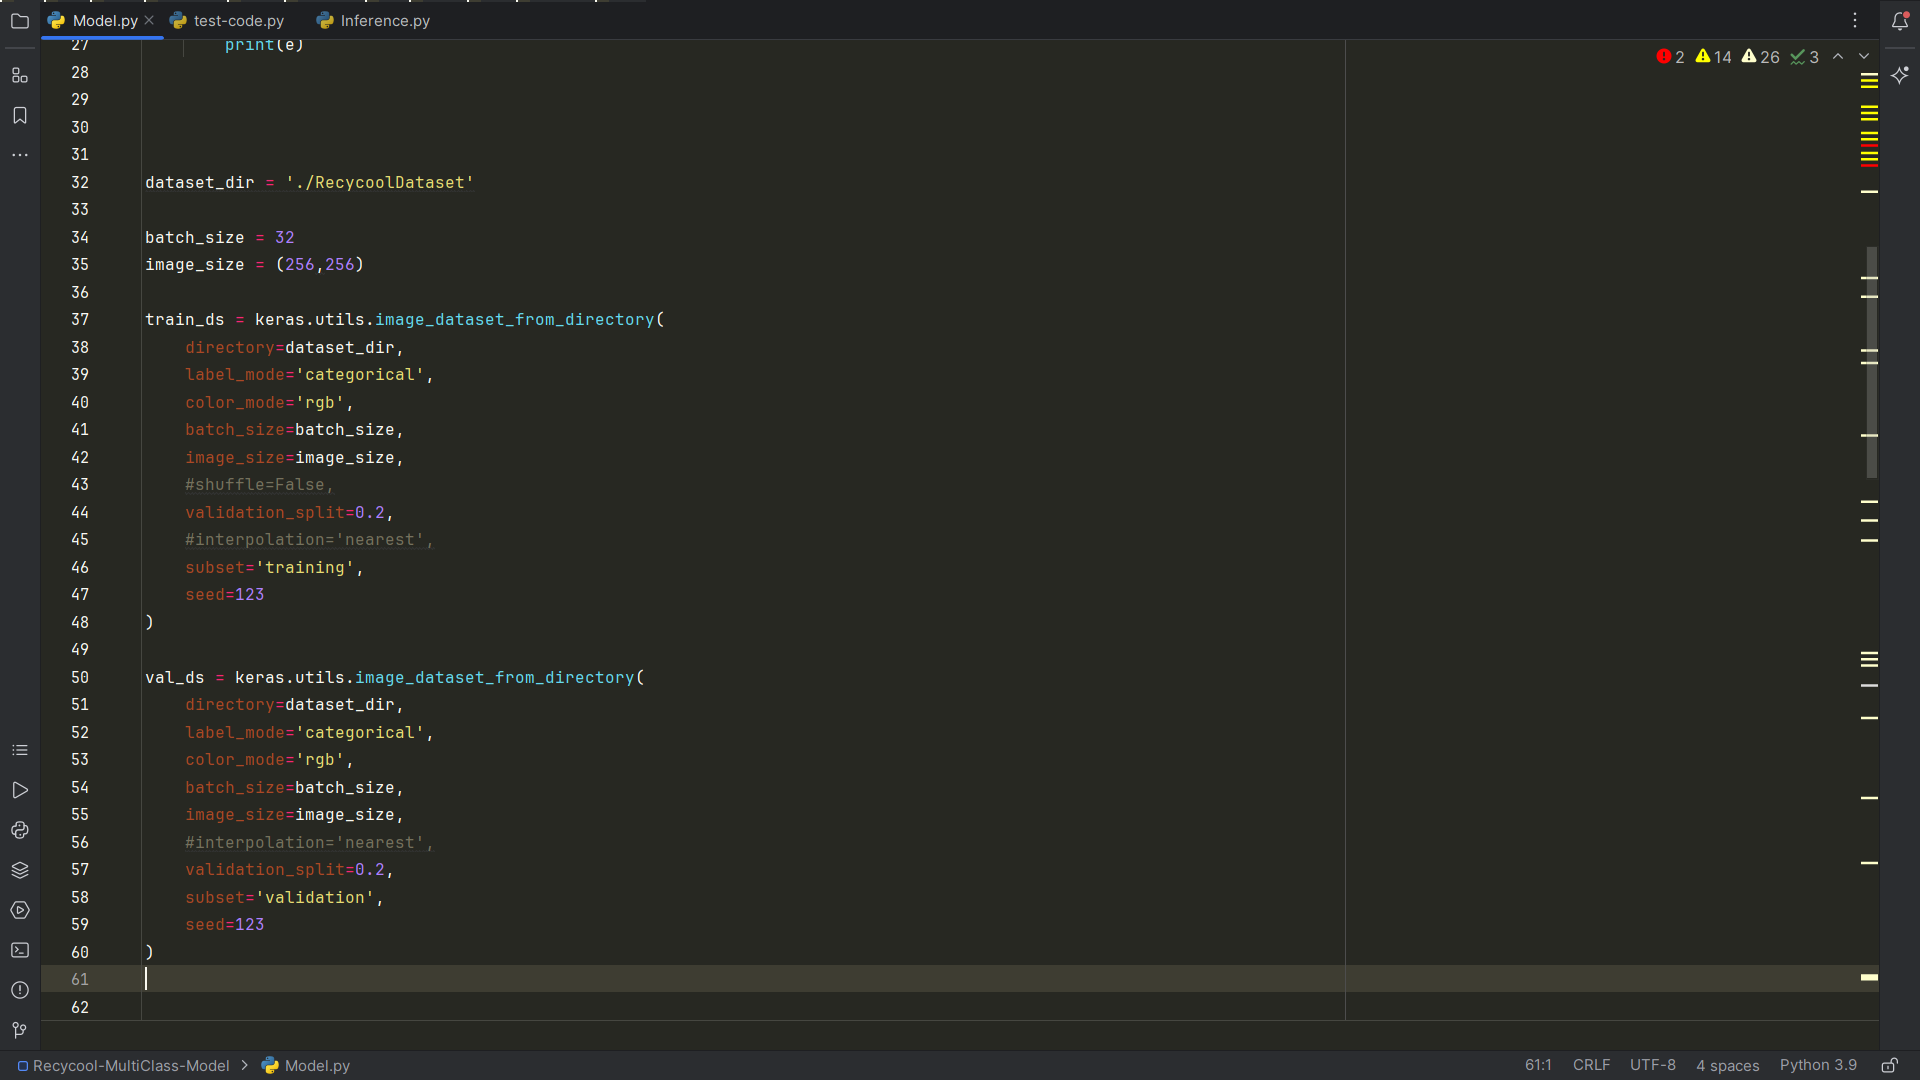 Model.py
test-code.py
Inference.py
2 14 26 3
27 print(e)
28
29
30
31
32 dataset_dir = './RecycoolDataset'
33
34 batch_size = 32
35 image_size = (256,256)
36
37 train_ds = keras.utils.image_dataset_from_directory(
38 directory=dataset_dir,
39 label_mode='categorical',
40 color_mode='rgb',
41 batch_size=batch_size,
42 image_size=image_size,
43 #shuffle=False,
44 validation_split=0.2,
45 #interpolation='nearest',
46 subset='training',
47 seed=123
48 )
49
50 val_ds = keras.utils.image_dataset_from_directory(
51 directory=dataset_dir,
52 label_mode='categorical',
53 color_mode='rgb',
54 batch_size=batch_size,
55 image_size=image_size,
56 #interpolation='nearest',
57 validation_split=0.2,
58 subset='validation',
59 seed=123
60 )
61
62
Recycool-MultiClass-Model > Model.py
61:1 CRLF UTF-8 4 spaces Python 3.9